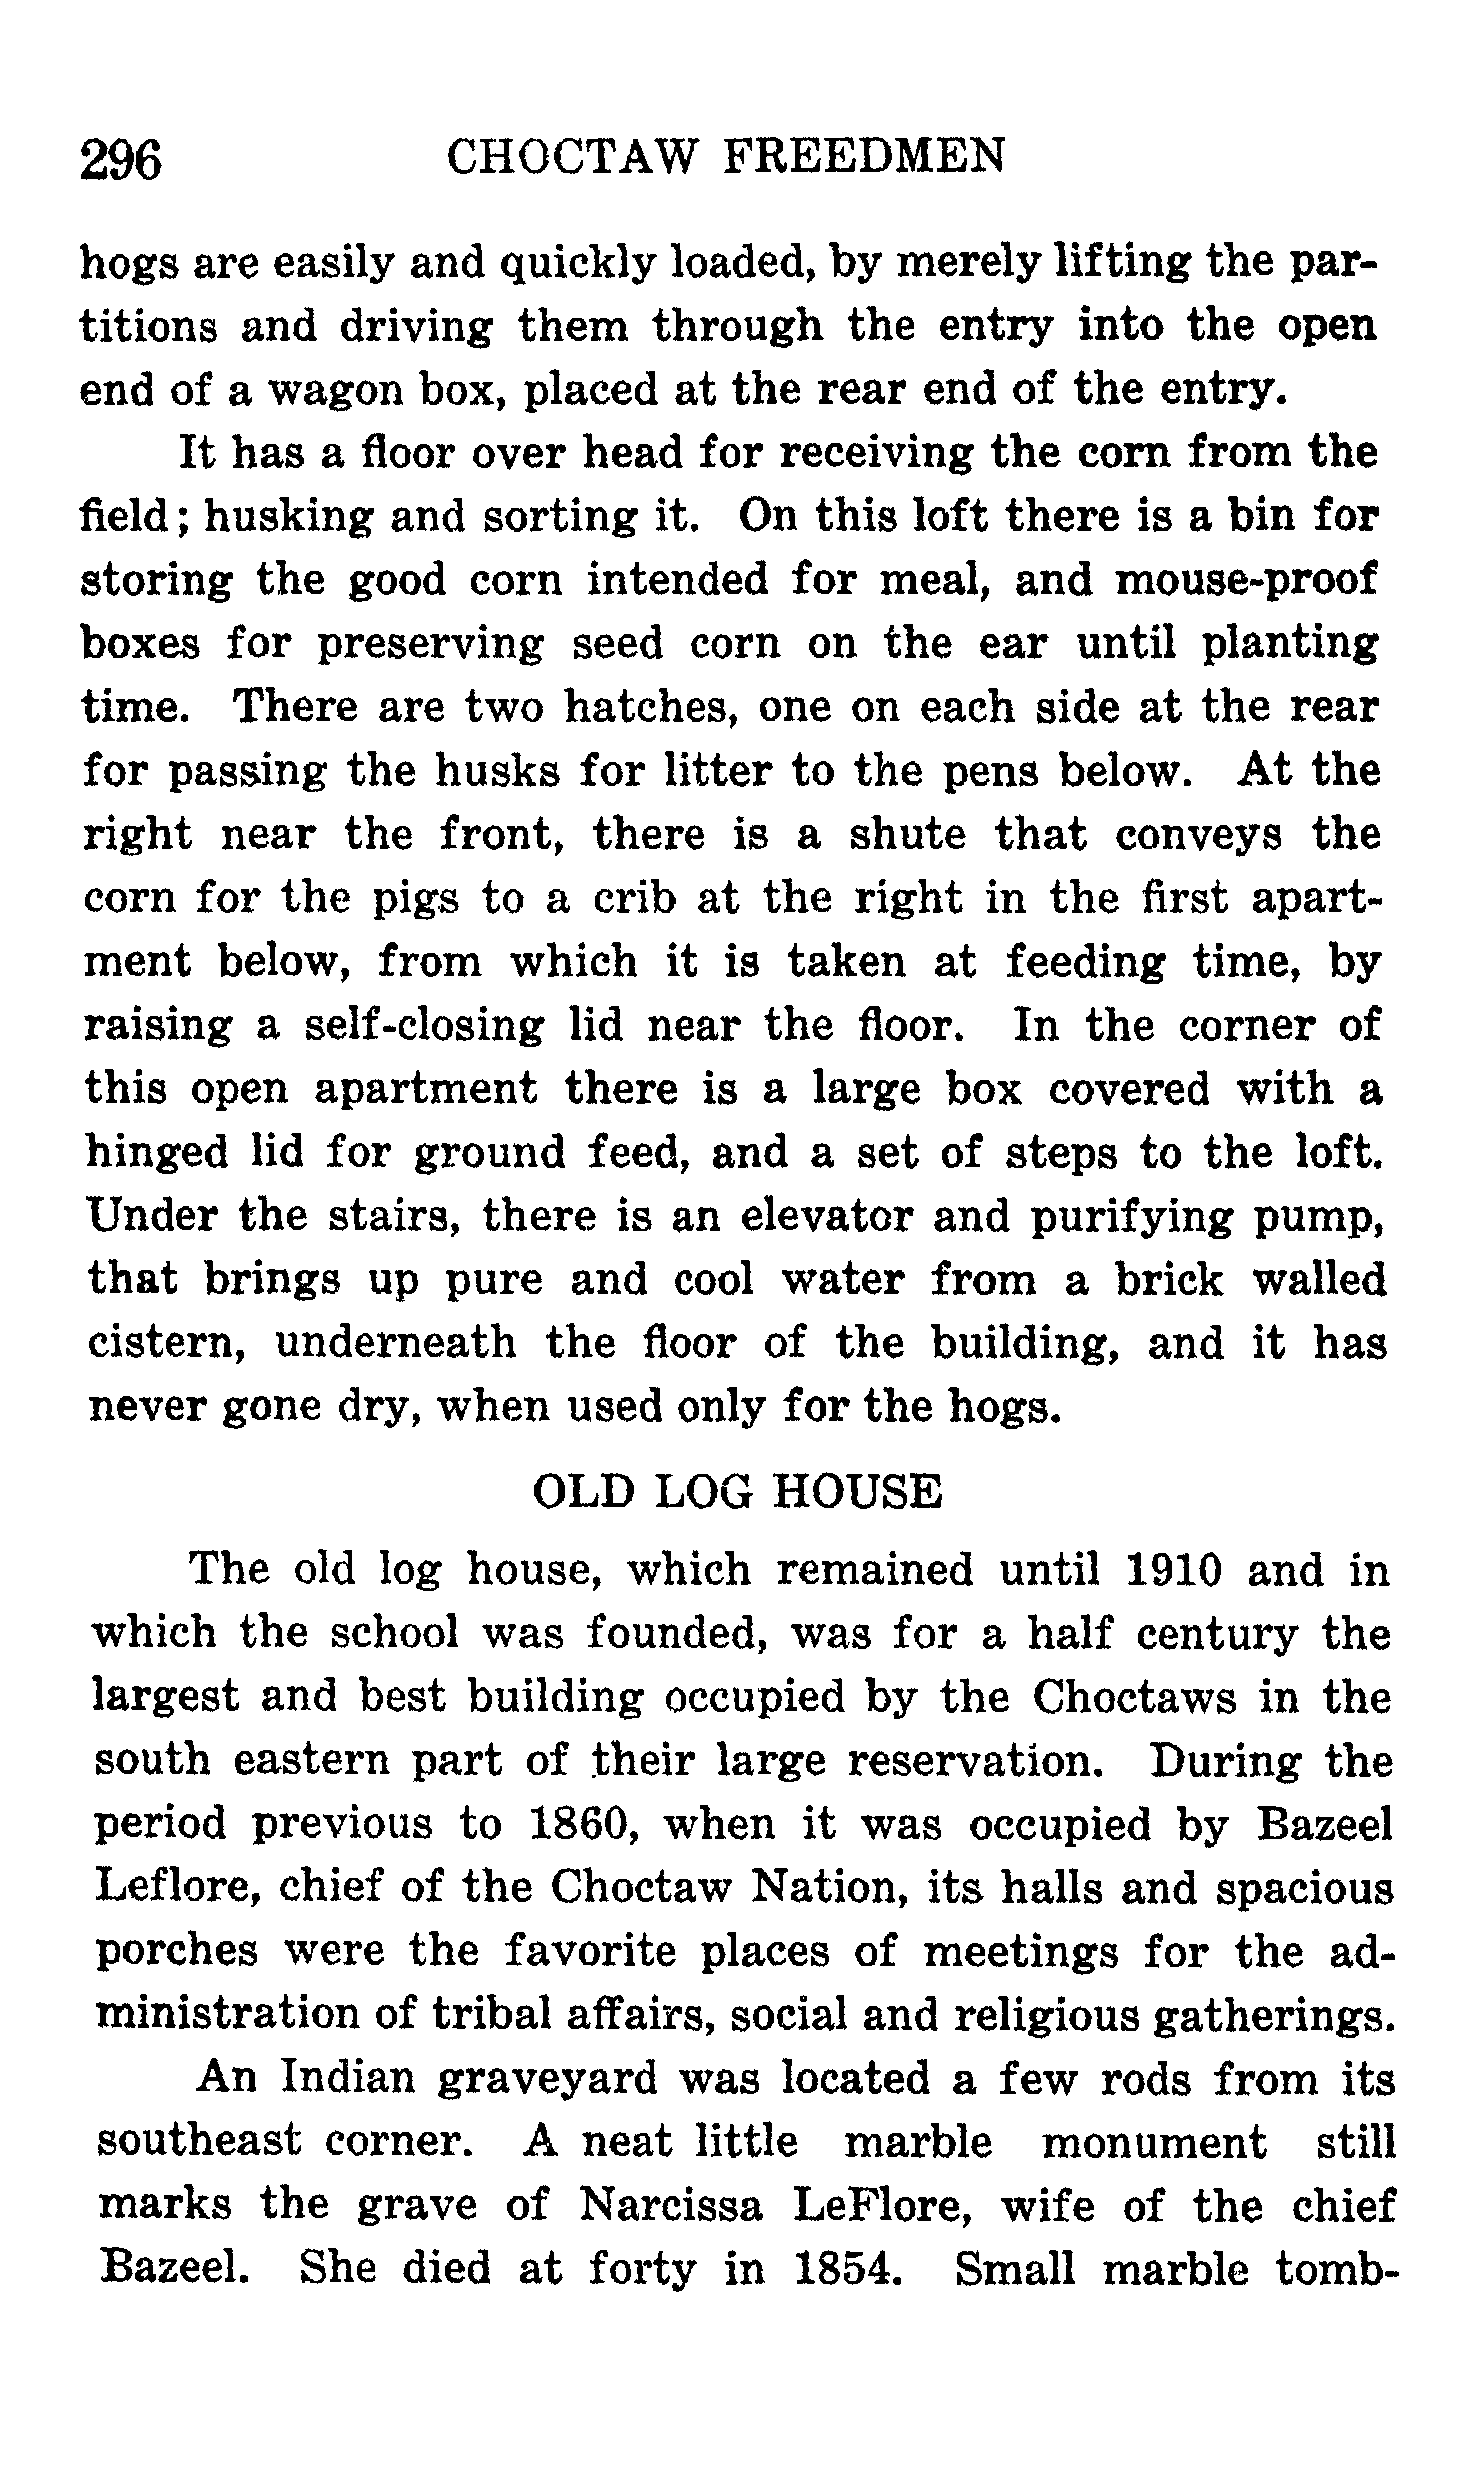 296 CHOCTAW FREEDMEN
hogs are easily and quickly loaded, by merely lifting the par-
titions and driving them through the entry into the open
end of a wagon box, placed at the rear end of the entry.
It has a floor over head for receiving the corn from the
field; husking and sorting it. On this loft there is a bin for
storing the good corn intended for meal, and mouse-proof
boxes for preserving seed corn on the ear until planting
time. There are two hatches, one on each side at the rear
for passing the husks for litter to the pens below. At the
right near the front, there is a shute that conveys the
corn for the pigs to a crib at the right in the first apart-
ment below, from which it is taken at feeding time, by
raising a self-closing lid near the floor. In the corner of
this open apartment there is a large box covered with a
hinged lid for ground feed, and a set of steps to the loft.
Under the stairs, there is an elevator and purifying pump,
that brings up pure and cool water from a brick walled
cistern, underneath the floor of the building, and it has
never gone dry, when used only for the hogs.
OLD LOG HOUSE
The old log house, which remained until 1910 and in
which the school was founded, was for a half century the
largest and best building occupied by the Choctaws in the
south eastern part of their large reservation. During the
period previous to 1860, when it was occupied by Bazeel
Leflore, chief of the Choctaw Nation, its halls and spacious
porches were the favorite places of meetings for the ad-
ministration of tribal affairs, social and religious gatherings.
An Indian graveyard was located a few rods from its
southeast corner. A neat little marble monument still
marks the grave of Narcissa LeFlore, wife of the chief
Bazeel. She died at forty in 1854. Small marble tomb-